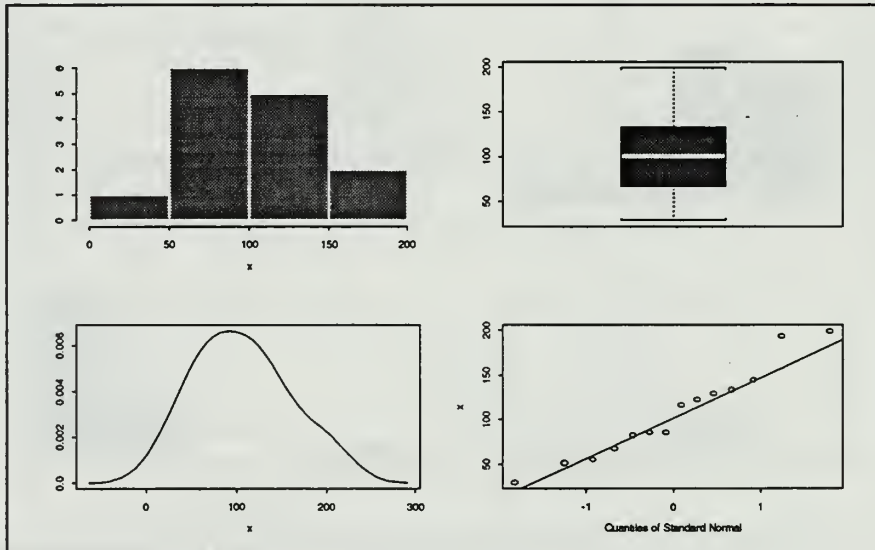 0 1 2 3 4 5 6
0 50 100 150 200
x
50 100 150 200
0.0 0.002 0.004 0.006
0 100 200 300
x
50 100 150 200
x
-1 0 1
Quantiles of Standard Normal